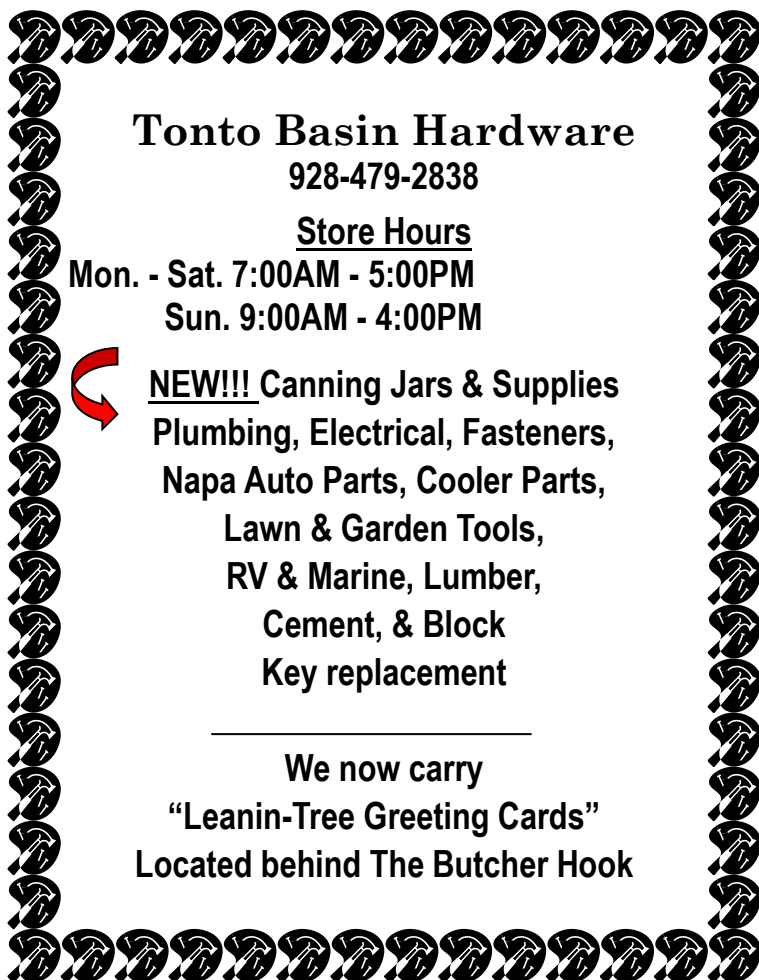 Tonto Basin Hardware
928-479-2838
Store Hours
Mon. - Sat. 7:00AM - 5:00PM
Sun. 9:00AM - 4:00PM
NEW!!! Canning Jars & Supplies
Plumbing, Electrical, Fasteners,
Napa Auto Parts, Cooler Parts,
Lawn & Garden Tools,
RV & Marine, Lumber,
Cement, & Block
Key replacement
We now carry
“Leanin-Tree Greeting Cards”
Located behind The Butcher Hook